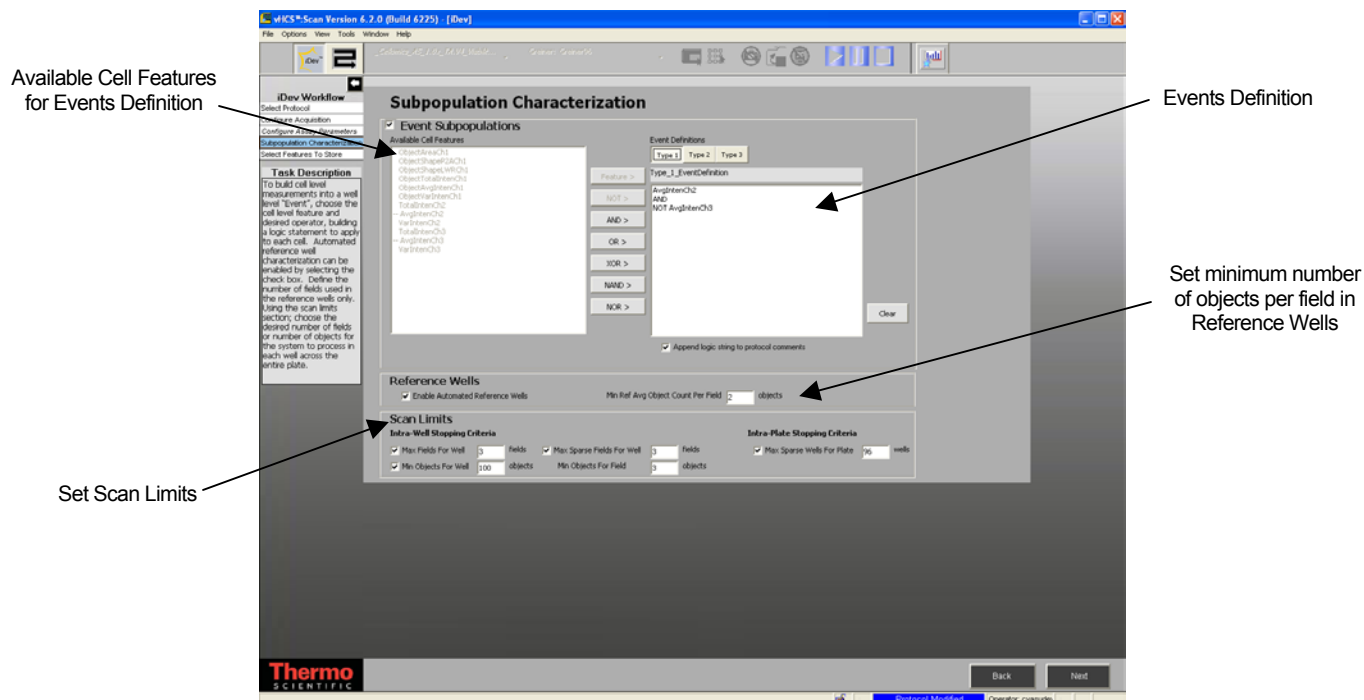 vHCS™:Scan Version 6.2.0 (Build 6225) - [iDev]
File Options View Tools Window Help
iDev™
iDev Workflow
Select Protocol
Configure Acquisition
Configure Assay Parameters
Subpopulation Characterization
Select Features To Store
Task Description
To build cell level
measurements into a well
level "Event", choose the
cell level feature and
desired operator, building
a logic statement to apply
to each cell. Automated
reference well
characterization can be
enabled by selecting the
check box. Define the
number of fields used in
the reference wells only.
Using the scan limits
section; choose the
desired number of fields
or number of objects for
the system to process in
each well across the
entire plate.
Available Cell Features
for Events Definition
Set Scan Limits
Subpopulation Characterization
Event Subpopulations
Available Cell Features
ObjectAreaCh1
ObjectShapeP2ACh1
ObjectShapeLWRCh1
ObjectTotalIntenCh1
ObjectAvgIntenCh1
ObjectVarIntenCh1
TotalIntenCh2
-- AvgIntenCh2
VarIntenCh2
TotalIntenCh3
-- AvgIntenCh3
VarIntenCh3
Feature >
NOT >
AND >
OR >
XOR >
NAND >
NOR >
Event Definitions
Type 1 Type 2 Type 3
Type_1_EventDefinition
AvgIntenCh2
AND
NOT AvgIntenCh3
Clear
Append logic string to protocol comments
Reference Wells
Enable Automated Reference Wells Min Ref Avg Object Count Per Field 2 objects
Scan Limits
Intra-Well Stopping Criteria Intra-Plate Stopping Criteria
Max Fields For Well 3 fields Max Sparse Fields For Well 3 fields Max Sparse Wells For Plate 96 wells
Min Objects For Well 100 objects Min Objects For Field 3 objects
Events Definition
Set minimum number
of objects per field in
Reference Wells
Thermo
SCIENTIFIC
Back Next
Protocol Modified Operator: